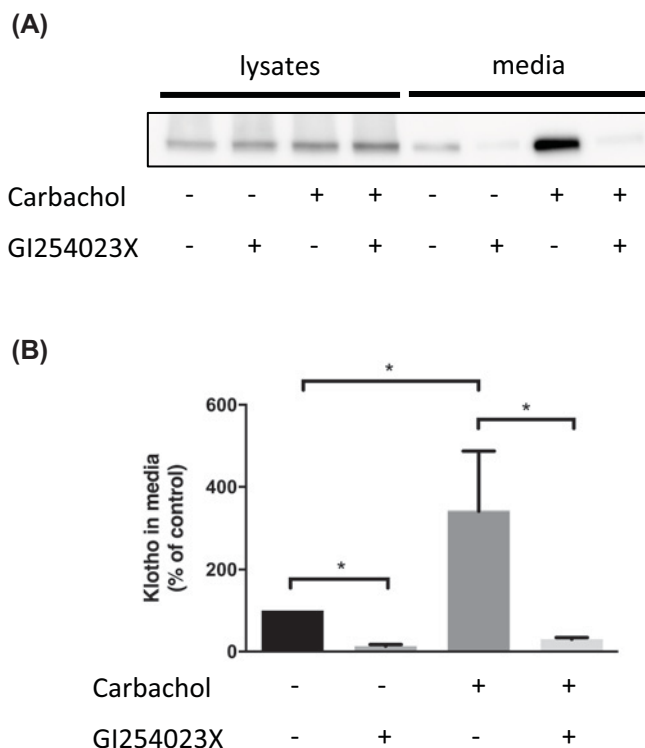 (A)
lysates media
Carbachol - - + + - - + +
GI254023X - + - + - + - +
(B)
* *
*
600
400
200
0
Klotho in media
(% of control)
Carbachol - - + +
GI254023X - + - +